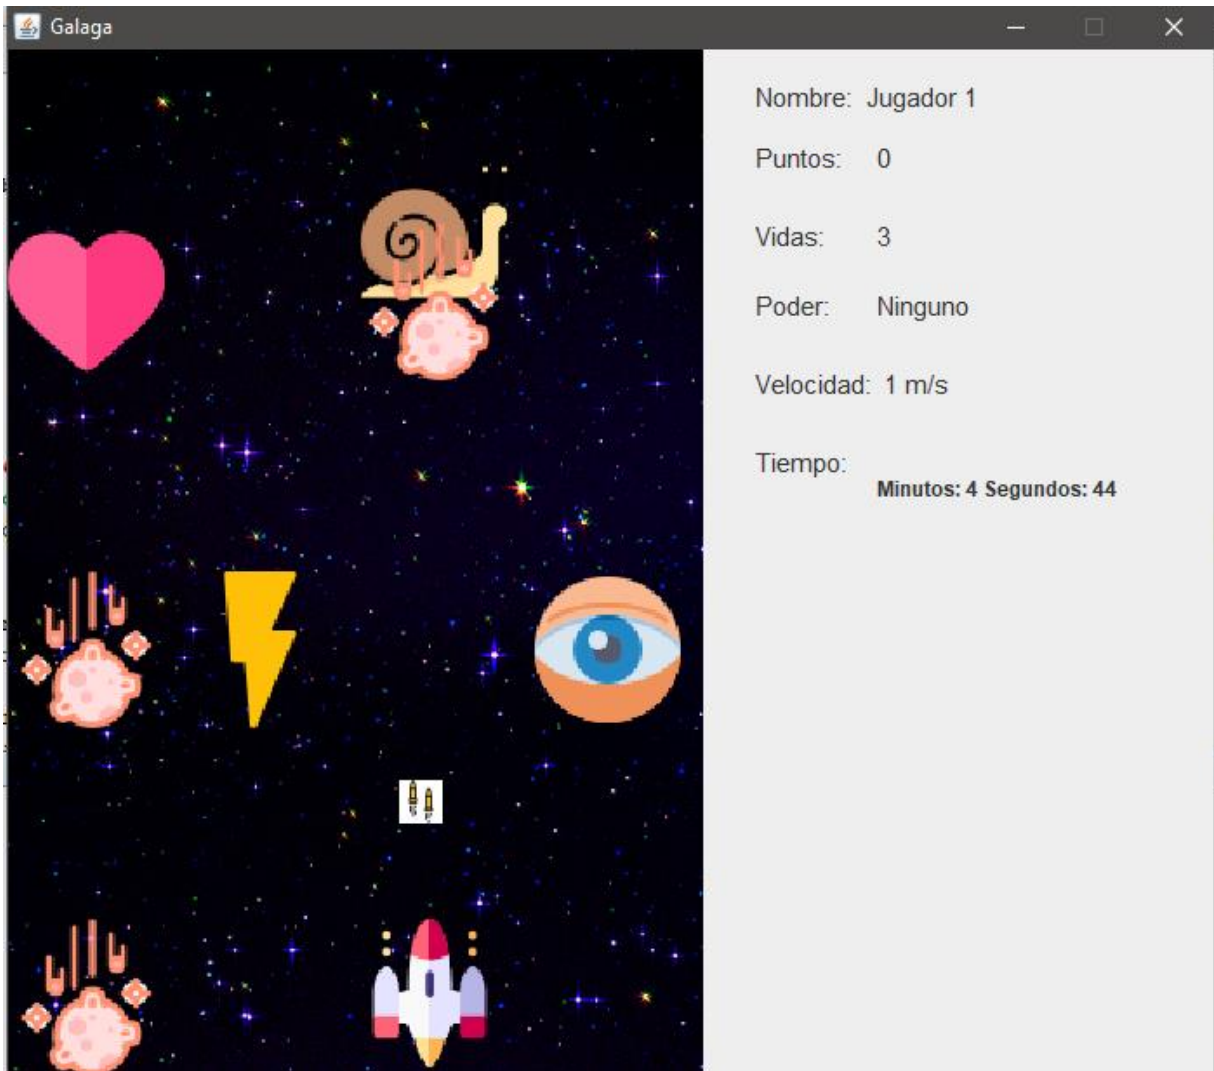 Galaga
Nombre: Jugador 1
Puntos: 0
Vidas: 3
Poder: Ninguno
Velocidad: 1 m/s
Tiempo:
Minutos: 4 Segundos: 44